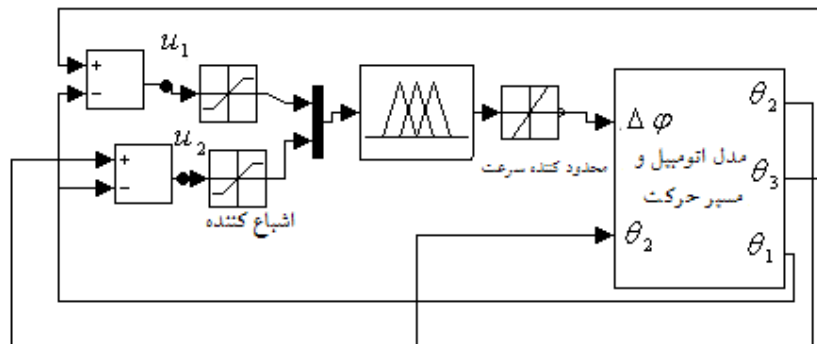 u₁
+
−
u₂
+
−
اشباع کننده
محدود کننده سرعت
Δφ
θ₂
مدل اتومبیل و
مسیر حرکت
θ₃
θ₂
θ₁